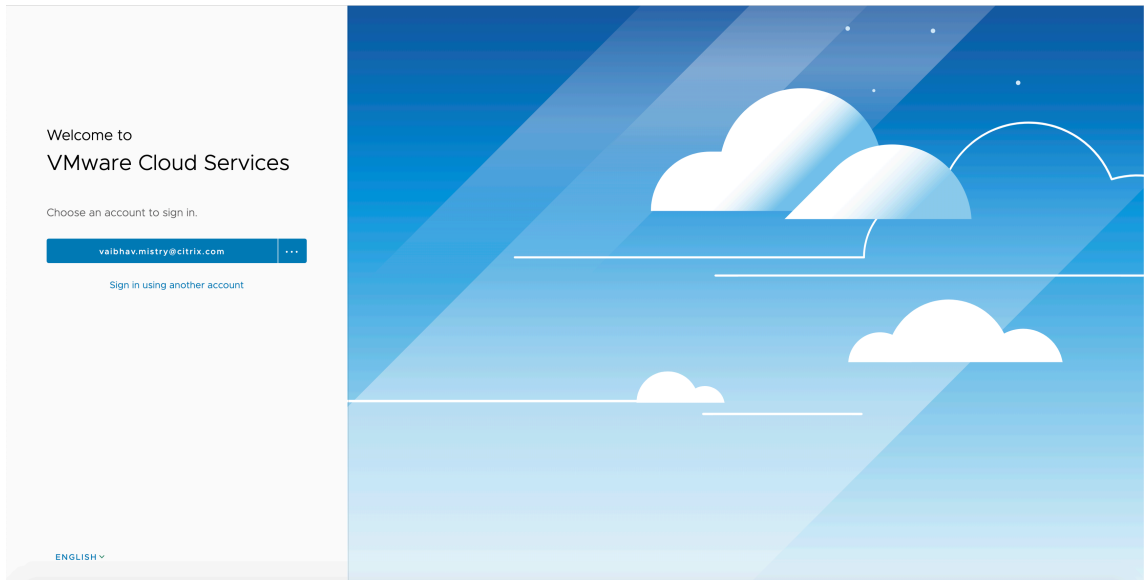 Welcome to
VMware Cloud Services
Choose an account to sign in.
vaibhav.mistry@citrix.com
Sign in using another account
ENGLISH